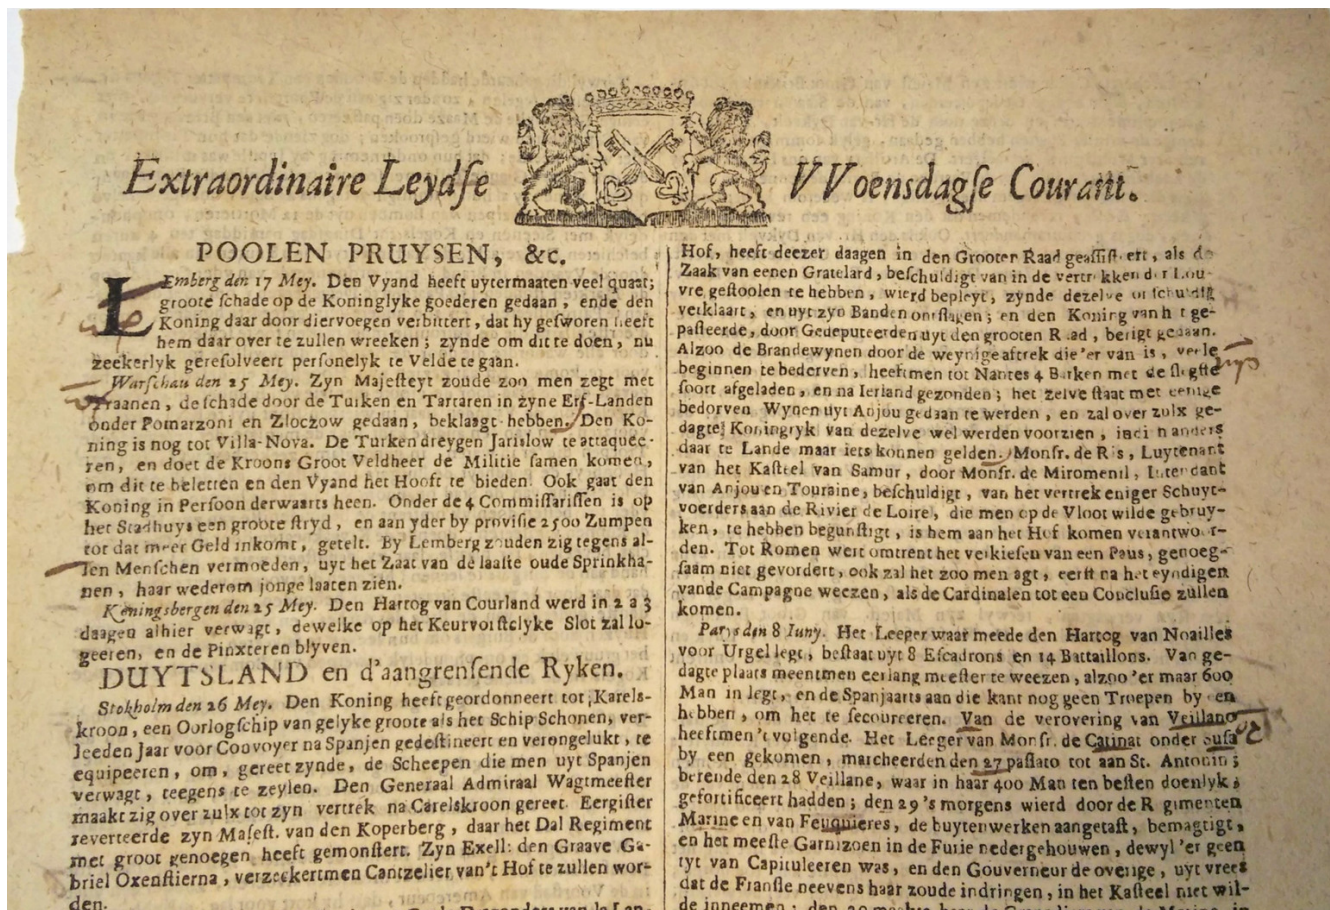 Extraordinaire Leydse
VVoensdagse Courant.
POOLEN PRUYSEN, &c.
LEmberg den 17 Mey. Den Vyand heeft uytermaaten veel quaat;
groote schade op de Koninglyke goederen gedaan, ende den
Koning daar door diervoegen verbittert, dat hy gesworen heeft
hem daar over te zullen wreeken; zynde om dit te doen, nu
zeekerlyk geresolveert personelyk te Velde te gaan.
Warschau den 25 Mey. Zyn Majesteyt zoude zoo men zegt met
traanen, de schade door de Turken en Tartaren in zyne Erf-Landen
onder Pomarzoni en Zloczow gedaan, beklaagt hebben. Den Ko-
ning is nog tot Villa-Nova. De Turken dreygen Jarislow te attaquee-
ren, en doet de Kroons Groot Veldheer de Militie samen komen,
om dit te beletten en den Vyand het Hooft te bieden. Ook gaat den
Koning in Persoon derwaarts heen. Onder de 4 Commissarissen is op
het Stadhuys een groote stryd, en aan yder by provisie 2500 Zumpen
tot dat meer Geld inkomt, getelt. By Lemberg zouden zig tegens al-
len Menschen vermoeden, uyt het Zaat van de laaste oude Sprinkha-
nen, haar wederom jonge laaten zien.
Koningsbergen den 25 Mey. Den Hartog van Courland werd in 2 a 3
daagen alhier verwagt, dewelke op het Keurvorstelyke Slot zal lo-
geeren, en de Pinxteren blyven.
DUYTSLAND en d'aangrensende Ryken.
Stokholm den 26 Mey. Den Koning heeft geordonneert tot Karels-
kroon, een Oorlogschip van gelyke groote als het Schip Schonen, ver-
leeden Jaar voor Coovoyer na Spanjen gedestineert en verongelukt, te
equipeeren, om, gereet zynde, de Scheepen die men uyt Spanjen
verwagt, teegens te zeylen. Den Generaal Admiraal Wagtmeester
maakt zig over zulx tot zyn vertrek na Carelskroon gereet. Eergister
reverteerde zyn Majest. van den Koperberg, daar het Dal Regiment
met groot genoegen heeft gemonstert. Zyn Exell: den Graave Ga-
briel Oxenstierna, verzeekertmen Cantzelier van't Hof te zullen wor-
den.
Hof, heeft deezer daagen in den Grooter Raad geassisteert, als de
Zaak van eenen Gratelard, beschuldigt van in de vertrekken der Lou-
vre gestoolen te hebben, wierd bepleyt, zynde dezelve onschuldig
verklaart, en uyt zyn Banden ontslagen; en den Koning van het ge-
passeerde, door Gedeputeerden uyt den grooten Raad, berigt gedaan.
Alzoo de Brandewynen door de weynige aftrek die 'er van is, veele
beginnen te bederven, heeftmen tot Nantes 4 Barken met de slegste
soort afgeladen, en na Ierland gezonden; het zelve staat met eenige
bedorven Wynen uyt Anjou gedaan te werden, en zal over zulx ge-
dagte Koningryk van dezelve wel werden voorzien, indien anders
daar te Lande maar iets konnen gelden. Monsr. de Ris, Luytenant
van het Kasteel van Samur, door Monsr. de Miromenil, Intendant
van Anjou en Touraine, beschuldigt, van het vertrek eniger Schuyt-
voerders aan de Rivier de Loire, die men op de Vloot wilde gebruy-
ken, te hebben begunstigt, is hem aan het Hof komen verantwoor-
den. Tot Romen wert omtrent het verkiesen van een Paus, genoeg-
saam niet gevordert, ook zal het zoo men agt, eerst na het eyndigen
vande Campagne weezen, als de Cardinalen tot een Conclusie zullen
komen.
Parys den 8 Iuny. Het Leeper waar meede den Hartog van Noailles
voor Urgel legt, bestaat uyt 8 Escadrons en 14 Battaillons. Van ge-
dagte plaats meentmen eerlang meester te weezen, alzoo 'er maar 600
Man in legt, en de Spanjaarts aan die kant nog geen Troepen by een
hebben, om het te secoureeren. Van de verovering van Veillane
heeftmen 't volgende. Het Leeger van Monsr. de Catinat onder Susa
by een gekomen, marcheerden den 27 passato tot aan St. Antonin;
berende den 28 Veillane, waar in haar 400 Man ten besten doenlyk
gefortificeert hadden; den 29 's morgens wierd door de Regimenten
Marine en van Feuquieres, de buytenwerken aangetast, bemagtigt,
en het meeste Garnizoen in de Furie nedergehouwen, dewyl 'er geen
tyt van Capituleeren was, en den Gouverneur de overige, uyt vrees
dat de Franse neevens haar zoude indringen, in het Kasteel niet wil-
de inneemen;